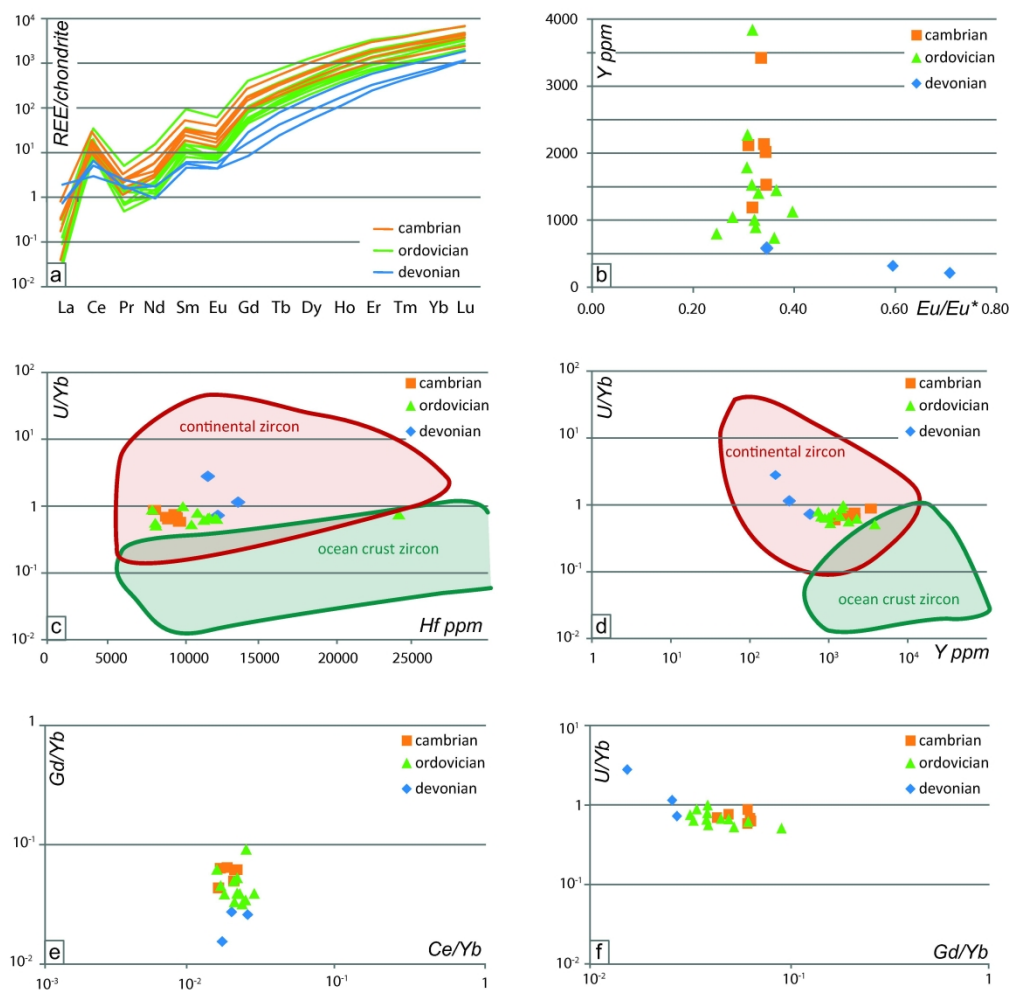 REE/chondrite
10⁴
10³
10²
10¹
1
10⁻¹
10⁻²
cambrian
ordovician
devonian
a
La Ce Pr Nd Sm Eu Gd Tb Dy Ho Er Tm Yb Lu
Y ppm
4000
3000
2000
1000
0
cambrian
ordovician
devonian
b
0.00 0.20 0.40 0.60 Eu/Eu* 0.80
U/Yb
10²
10¹
1
10⁻¹
10⁻²
cambrian
ordovician
devonian
continental zircon
ocean crust zircon
c
Hf ppm
0 5000 10000 15000 20000 25000
U/Yb
10²
10¹
1
10⁻¹
10⁻²
cambrian
ordovician
devonian
continental zircon
ocean crust zircon
d
1 10¹ 10² 10³ 10⁴ Y ppm
Gd/Yb
1
10⁻¹
10⁻²
cambrian
ordovician
devonian
e
Ce/Yb
10⁻³ 10⁻² 10⁻¹ 1
U/Yb
10¹
1
10⁻¹
10⁻²
cambrian
ordovician
devonian
f
Gd/Yb
10⁻² 10⁻¹ 1